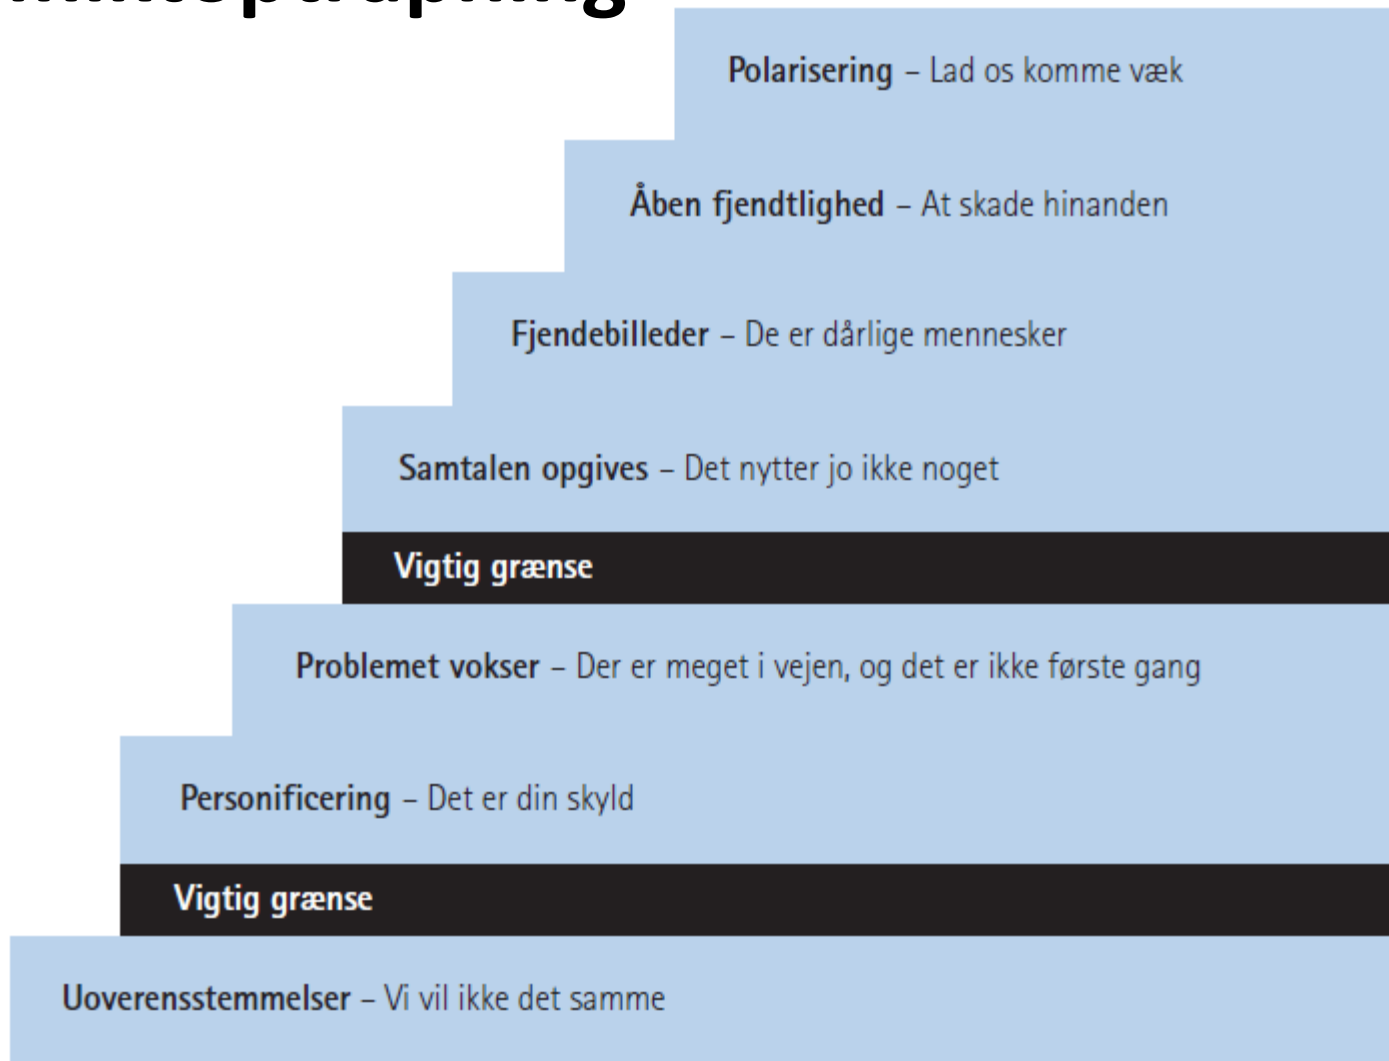 Polarisering – Lad os komme væk
Åben fjendtlighed – At skade hinanden
Fjendebilleder – De er dårlige mennesker
Samtalen opgives – Det nytter jo ikke noget
Vigtig grænse
Problemet vokser – Der er meget i vejen, og det er ikke første gang
Personificering – Det er din skyld
Vigtig grænse
Uoverensstemmelser – Vi vil ikke det samme